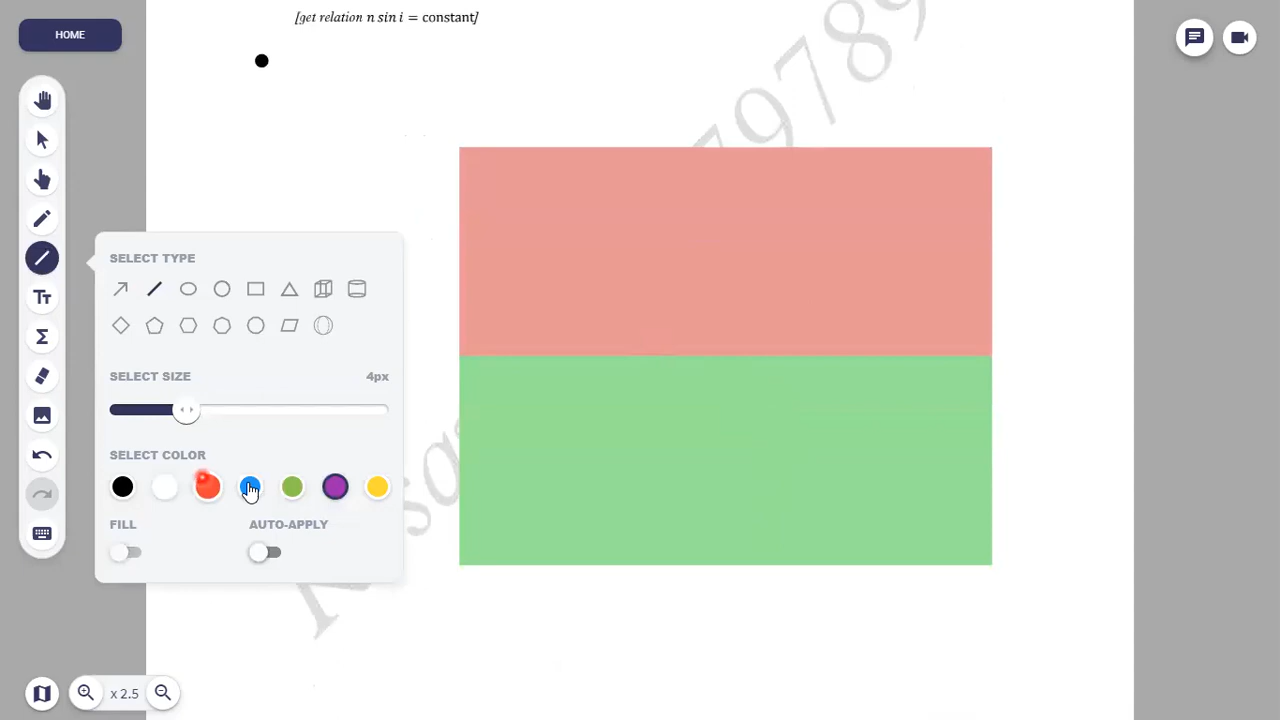 [get relation n sin i = constant]
HOME
SELECT TYPE
SELECT SIZE 4px
SELECT COLOR
FILL AUTO-APPLY
x 2.5